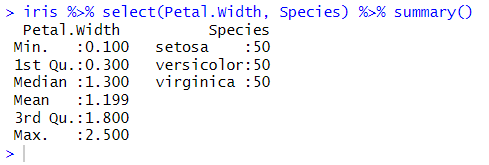 > iris %>% select(Petal.Width, Species) %>% summary()
  Petal.Width          Species
 Min.   :0.100   setosa    :50
 1st Qu.:0.300   versicolor:50
 Median :1.300   virginica :50
 Mean   :1.199
 3rd Qu.:1.800
 Max.   :2.500
>